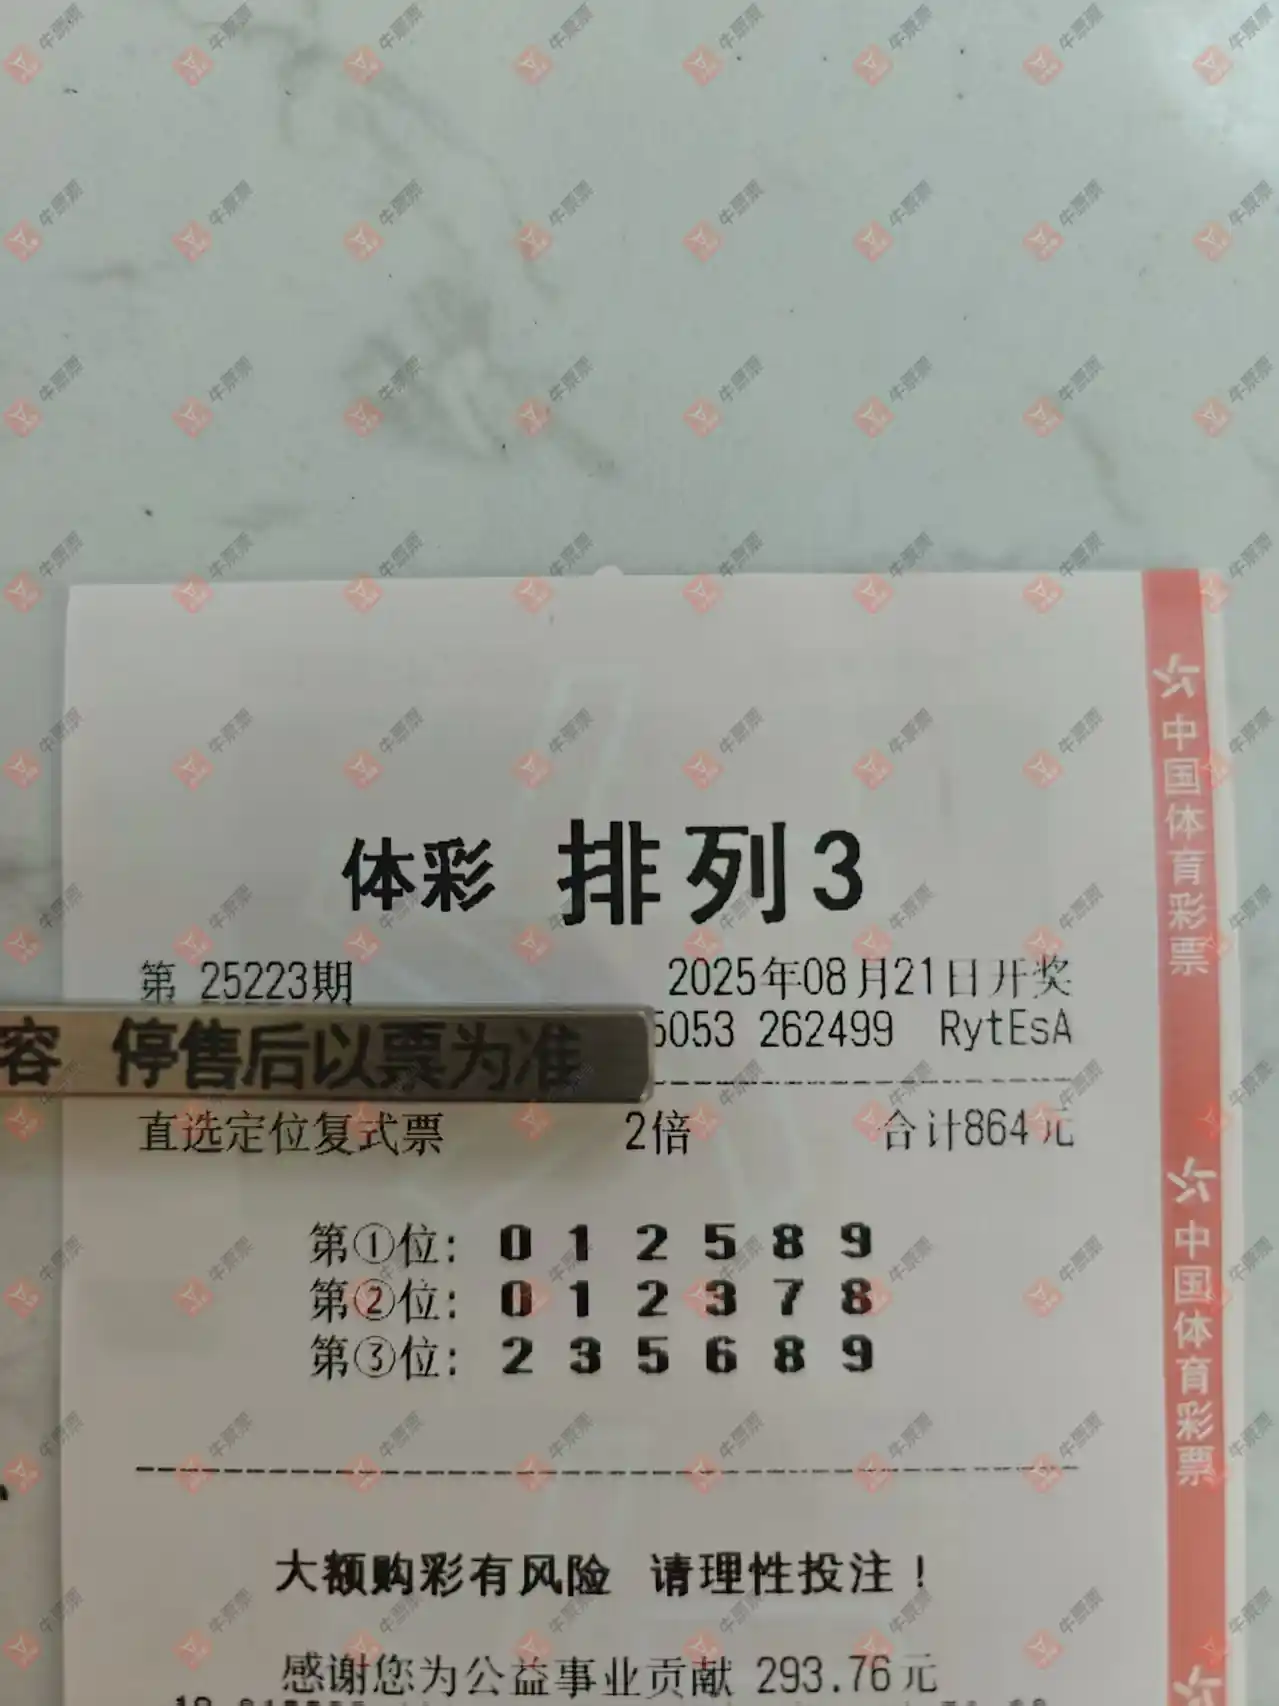 体彩 排列3
第 25223期 2025年08月21日开奖
5053 262499 RytEsA
容 停售后以票为准
直选定位复式票 2倍 合计864元
第①位: 0 1 2 5 8 9
第②位: 0 1 2 3 7 8
第③位: 2 3 5 6 8 9
大额购彩有风险 请理性投注!
感谢您为公益事业贡献 293.76元
中国体育彩票
中国体育彩票
牛票票